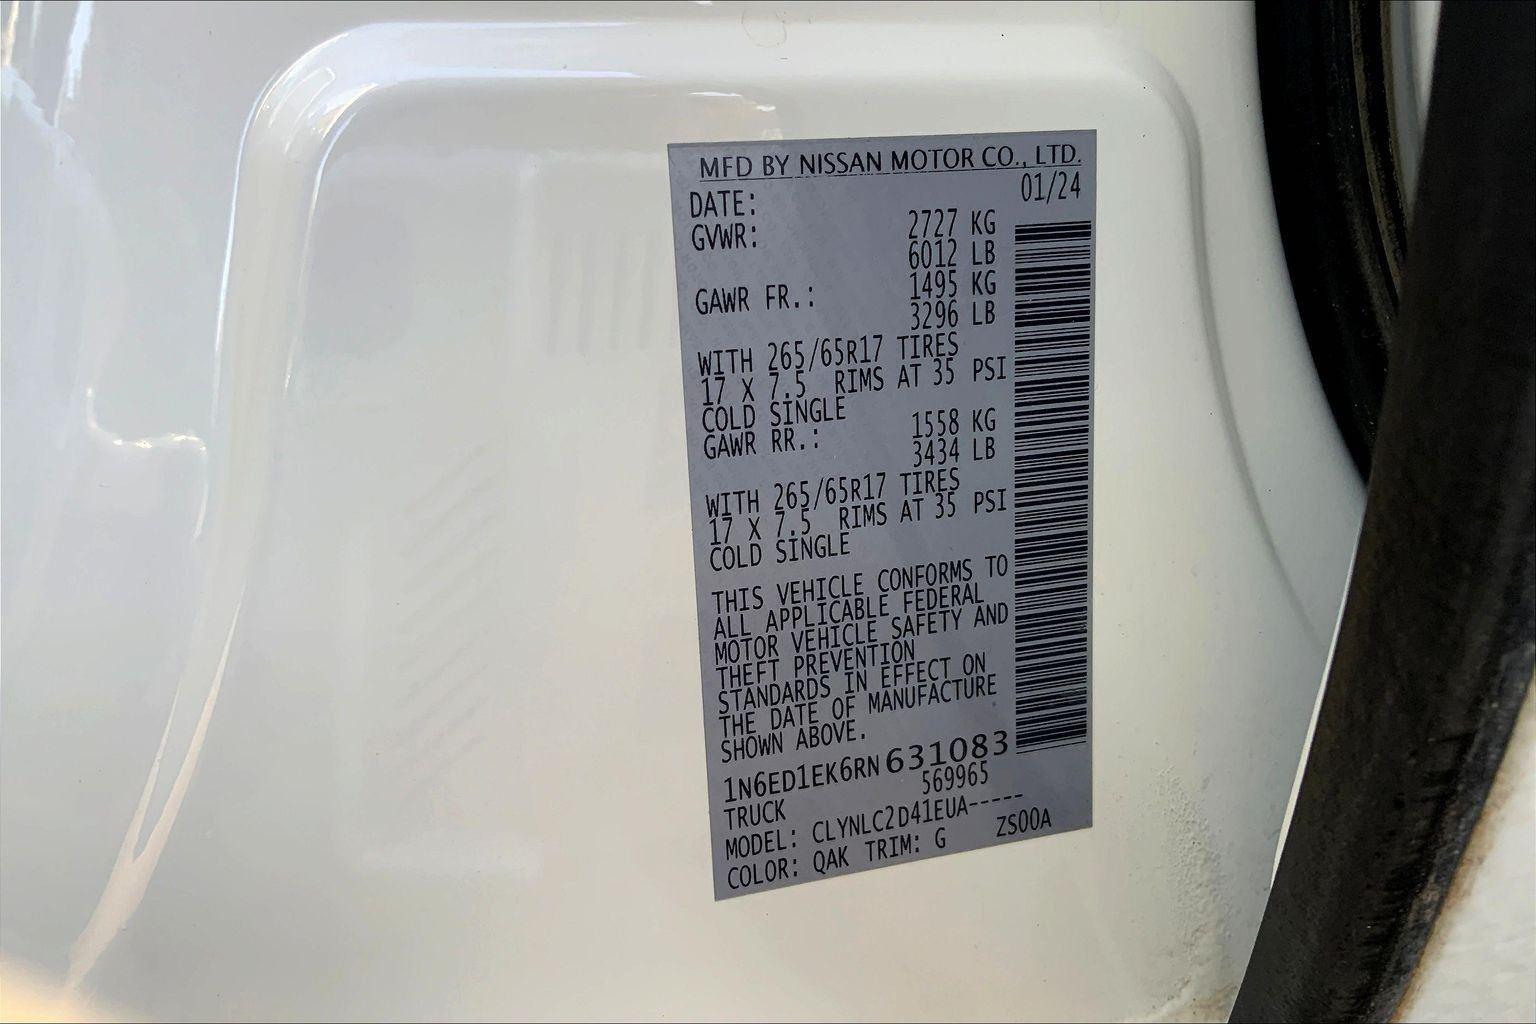 MFD BY NISSAN MOTOR CO., LTD.
DATE: 01/24
GVWR: 2727 KG
6012 LB
GAWR FR.: 1495 KG
3296 LB
WITH 265/65R17 TIRES
17 X 7.5 RIMS AT 35 PSI
COLD SINGLE
GAWR RR.: 1558 KG
3434 LB
WITH 265/65R17 TIRES
17 X 7.5 RIMS AT 35 PSI
COLD SINGLE
THIS VEHICLE CONFORMS TO
ALL APPLICABLE FEDERAL
MOTOR VEHICLE SAFETY AND
THEFT PREVENTION
STANDARDS IN EFFECT ON
THE DATE OF MANUFACTURE
SHOWN ABOVE.
1N6ED1EK6RN631083
569965
TRUCK
MODEL: CLYNLC2D41EUA-----
COLOR: QAK TRIM: G ZS00A